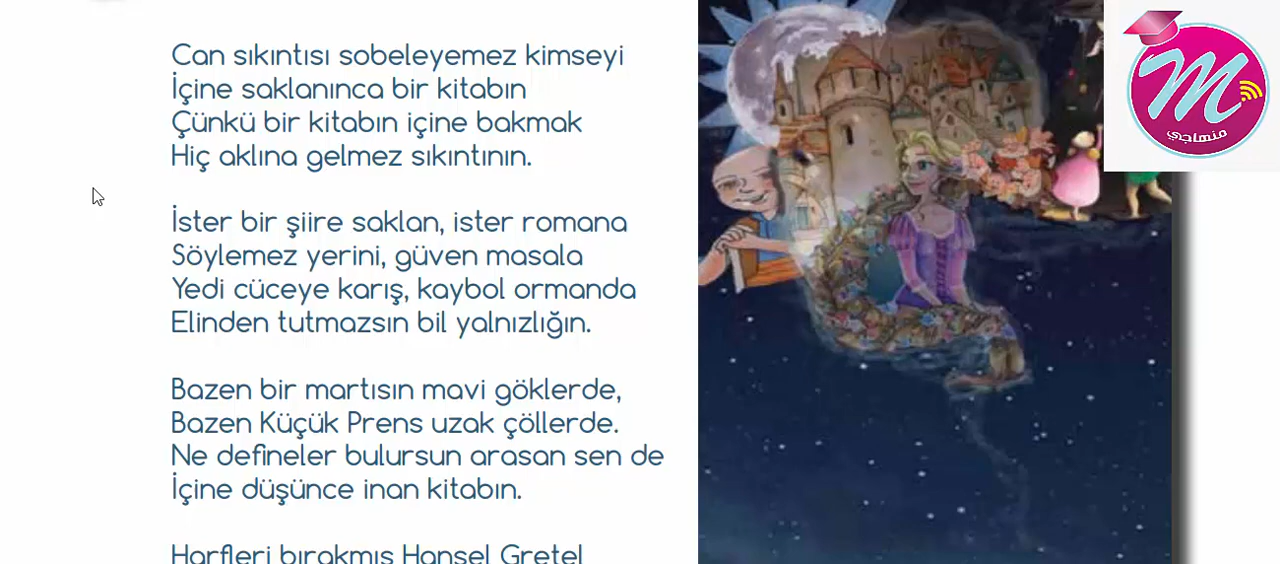 Can sıkıntısı sobeleyemez kimseyi
İçine saklanınca bir kitabın
Çünkü bir kitabın içine bakmak
Hiç aklına gelmez sıkıntının.
İster bir şiire saklan, ister romana
Söylemez yerini, güven masala
Yedi cüceye karış, kaybol ormanda
Elinden tutmazsın bil yalnızlığın.
Bazen bir martısın mavi göklerde,
Bazen Küçük Prens uzak çöllerde.
Ne defineler bulursun arasan sen de
İçine düşünce inan kitabın.
Harfleri bırakmış Hansel Gretel
M
منهاجي